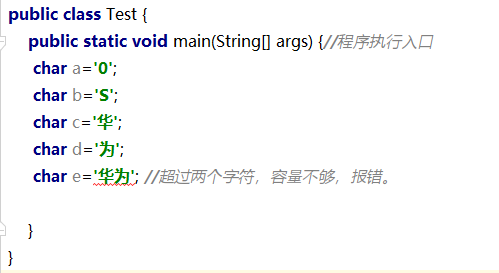 public class Test {
public static void main(String[] args) {//程序执行入口
char a='0';
char b='S';
char c='华';
char d='为';
char e='华为'; //超过两个字符，容量不够，报错。
}
}